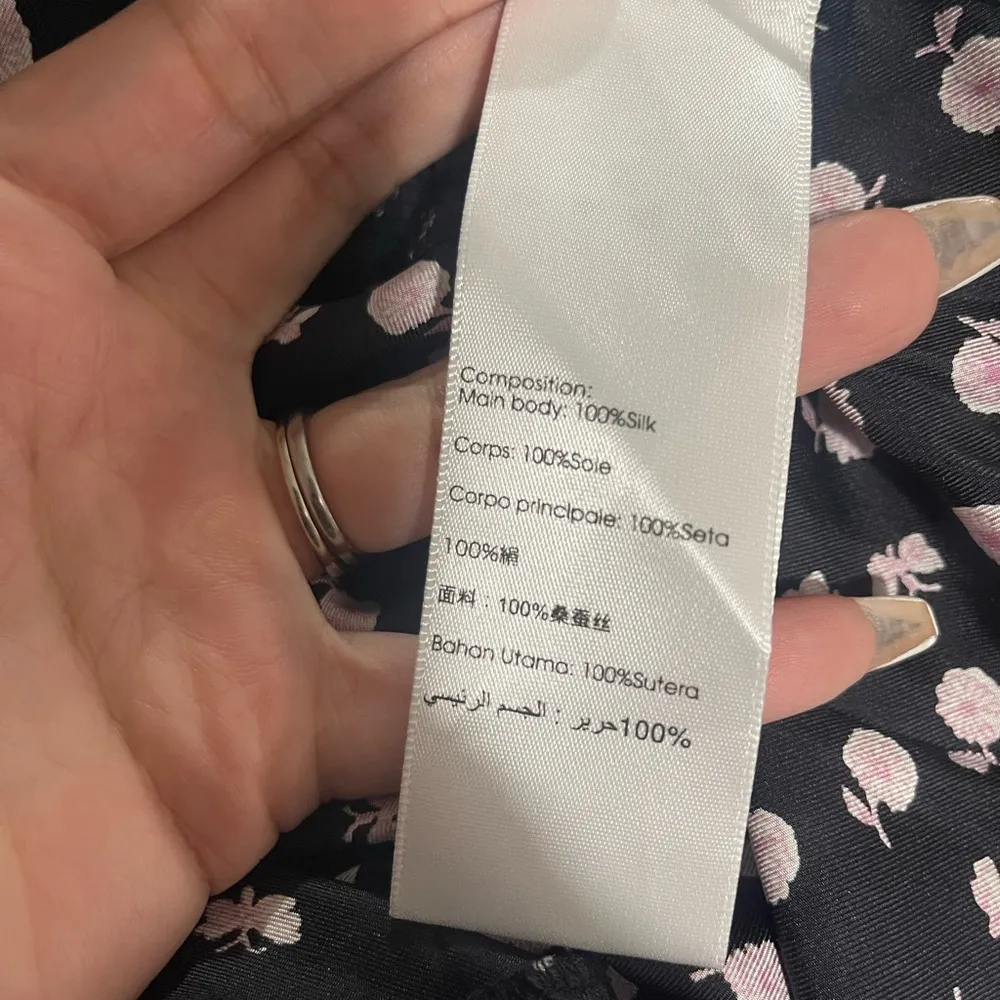 Composition:
Main body: 100%Silk
Corps: 100%Soie
Corpo principale: 100%Seta
100%絹
面料：100%桑蚕丝
Bahan Utama: 100%Sutera
الجسم الرئيسي : حرير100%